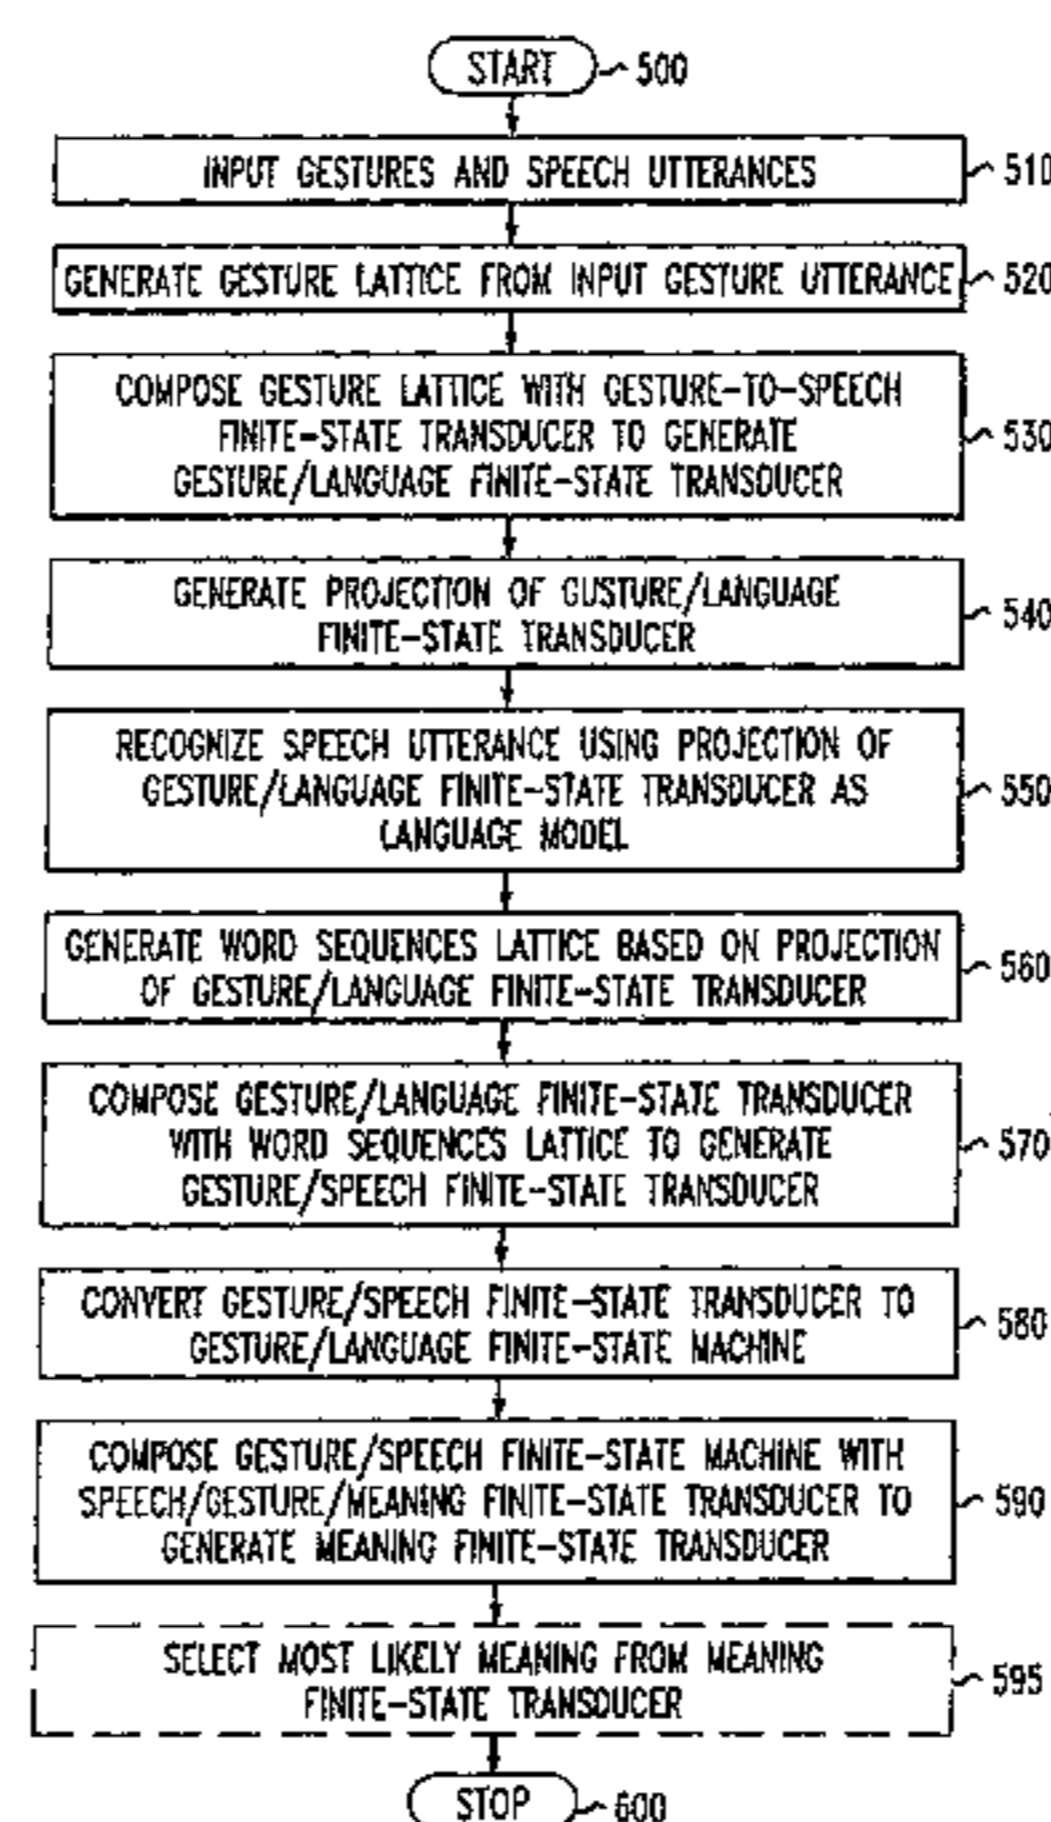 START 500
INPUT GESTURES AND SPEECH UTTERANCES 510
GENERATE GESTURE LATTICE FROM INPUT GESTURE UTTERANCE 520
COMPOSE GESTURE LATTICE WITH GESTURE-TO-SPEECH
FINITE-STATE TRANSDUCER TO GENERATE 530
GESTURE/LANGUAGE FINITE-STATE TRANSDUCER
GENERATE PROJECTION OF GUSTURE/LANGUAGE
FINITE-STATE TRANSDUCER
540
RECOGNIZE SPEECH UTTERANCE USING PROJECTION OF
GESTURE/LANGUAGE FINITE-STATE TRANSDUCER AS 550
LANGUAGE MODEL
GENERATE WORD SEQUENCES LATTICE BASED ON PROJECTION
OF GESTURE/LANGUAGE FINITE-STATE TRANSDUCER
560
COMPOSE GESTURE/LANGUAGE FINITE-STATE TRANSDUCER
WITH WORD SEQUENCES LATTICE TO GENERATE 570
GESTURE/SPEECH FINITE-STATE TRANSDUCER
CONVERT GESTURE/SPEECH FINITE-STATE TRANSDUCER TO
GESTURE/LANGUAGE FINITE-STATE MACHINE
580
COMPOSE GESTURE/SPEECH FINITE-STATE MACHINE WITH
SPEECH/GESTURE/MEANING FINITE-STATE TRANSDUCER TO 590
GENERATE MEANING FINITE-STATE TRANSDUCER
SELECT MOST LIKELY MEANING FROM MEANING
FINITE-STATE TRANSDUCER
595
STOP 600